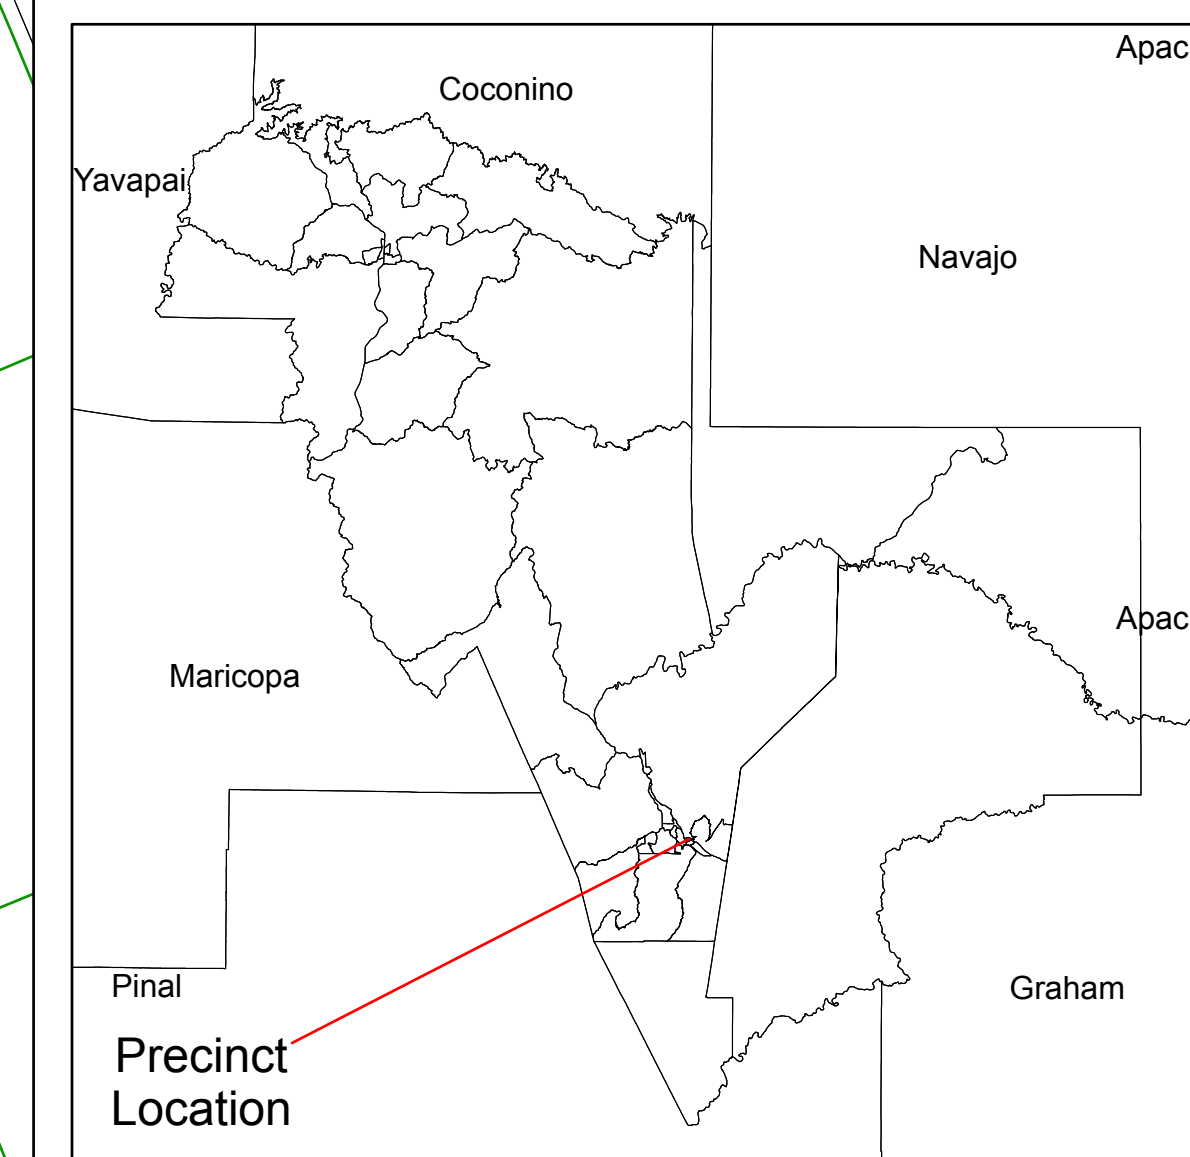 Apac
Coconino
Yavapai
Navajo
Apac
Maricopa
Pinal
Graham
Precinct
Location